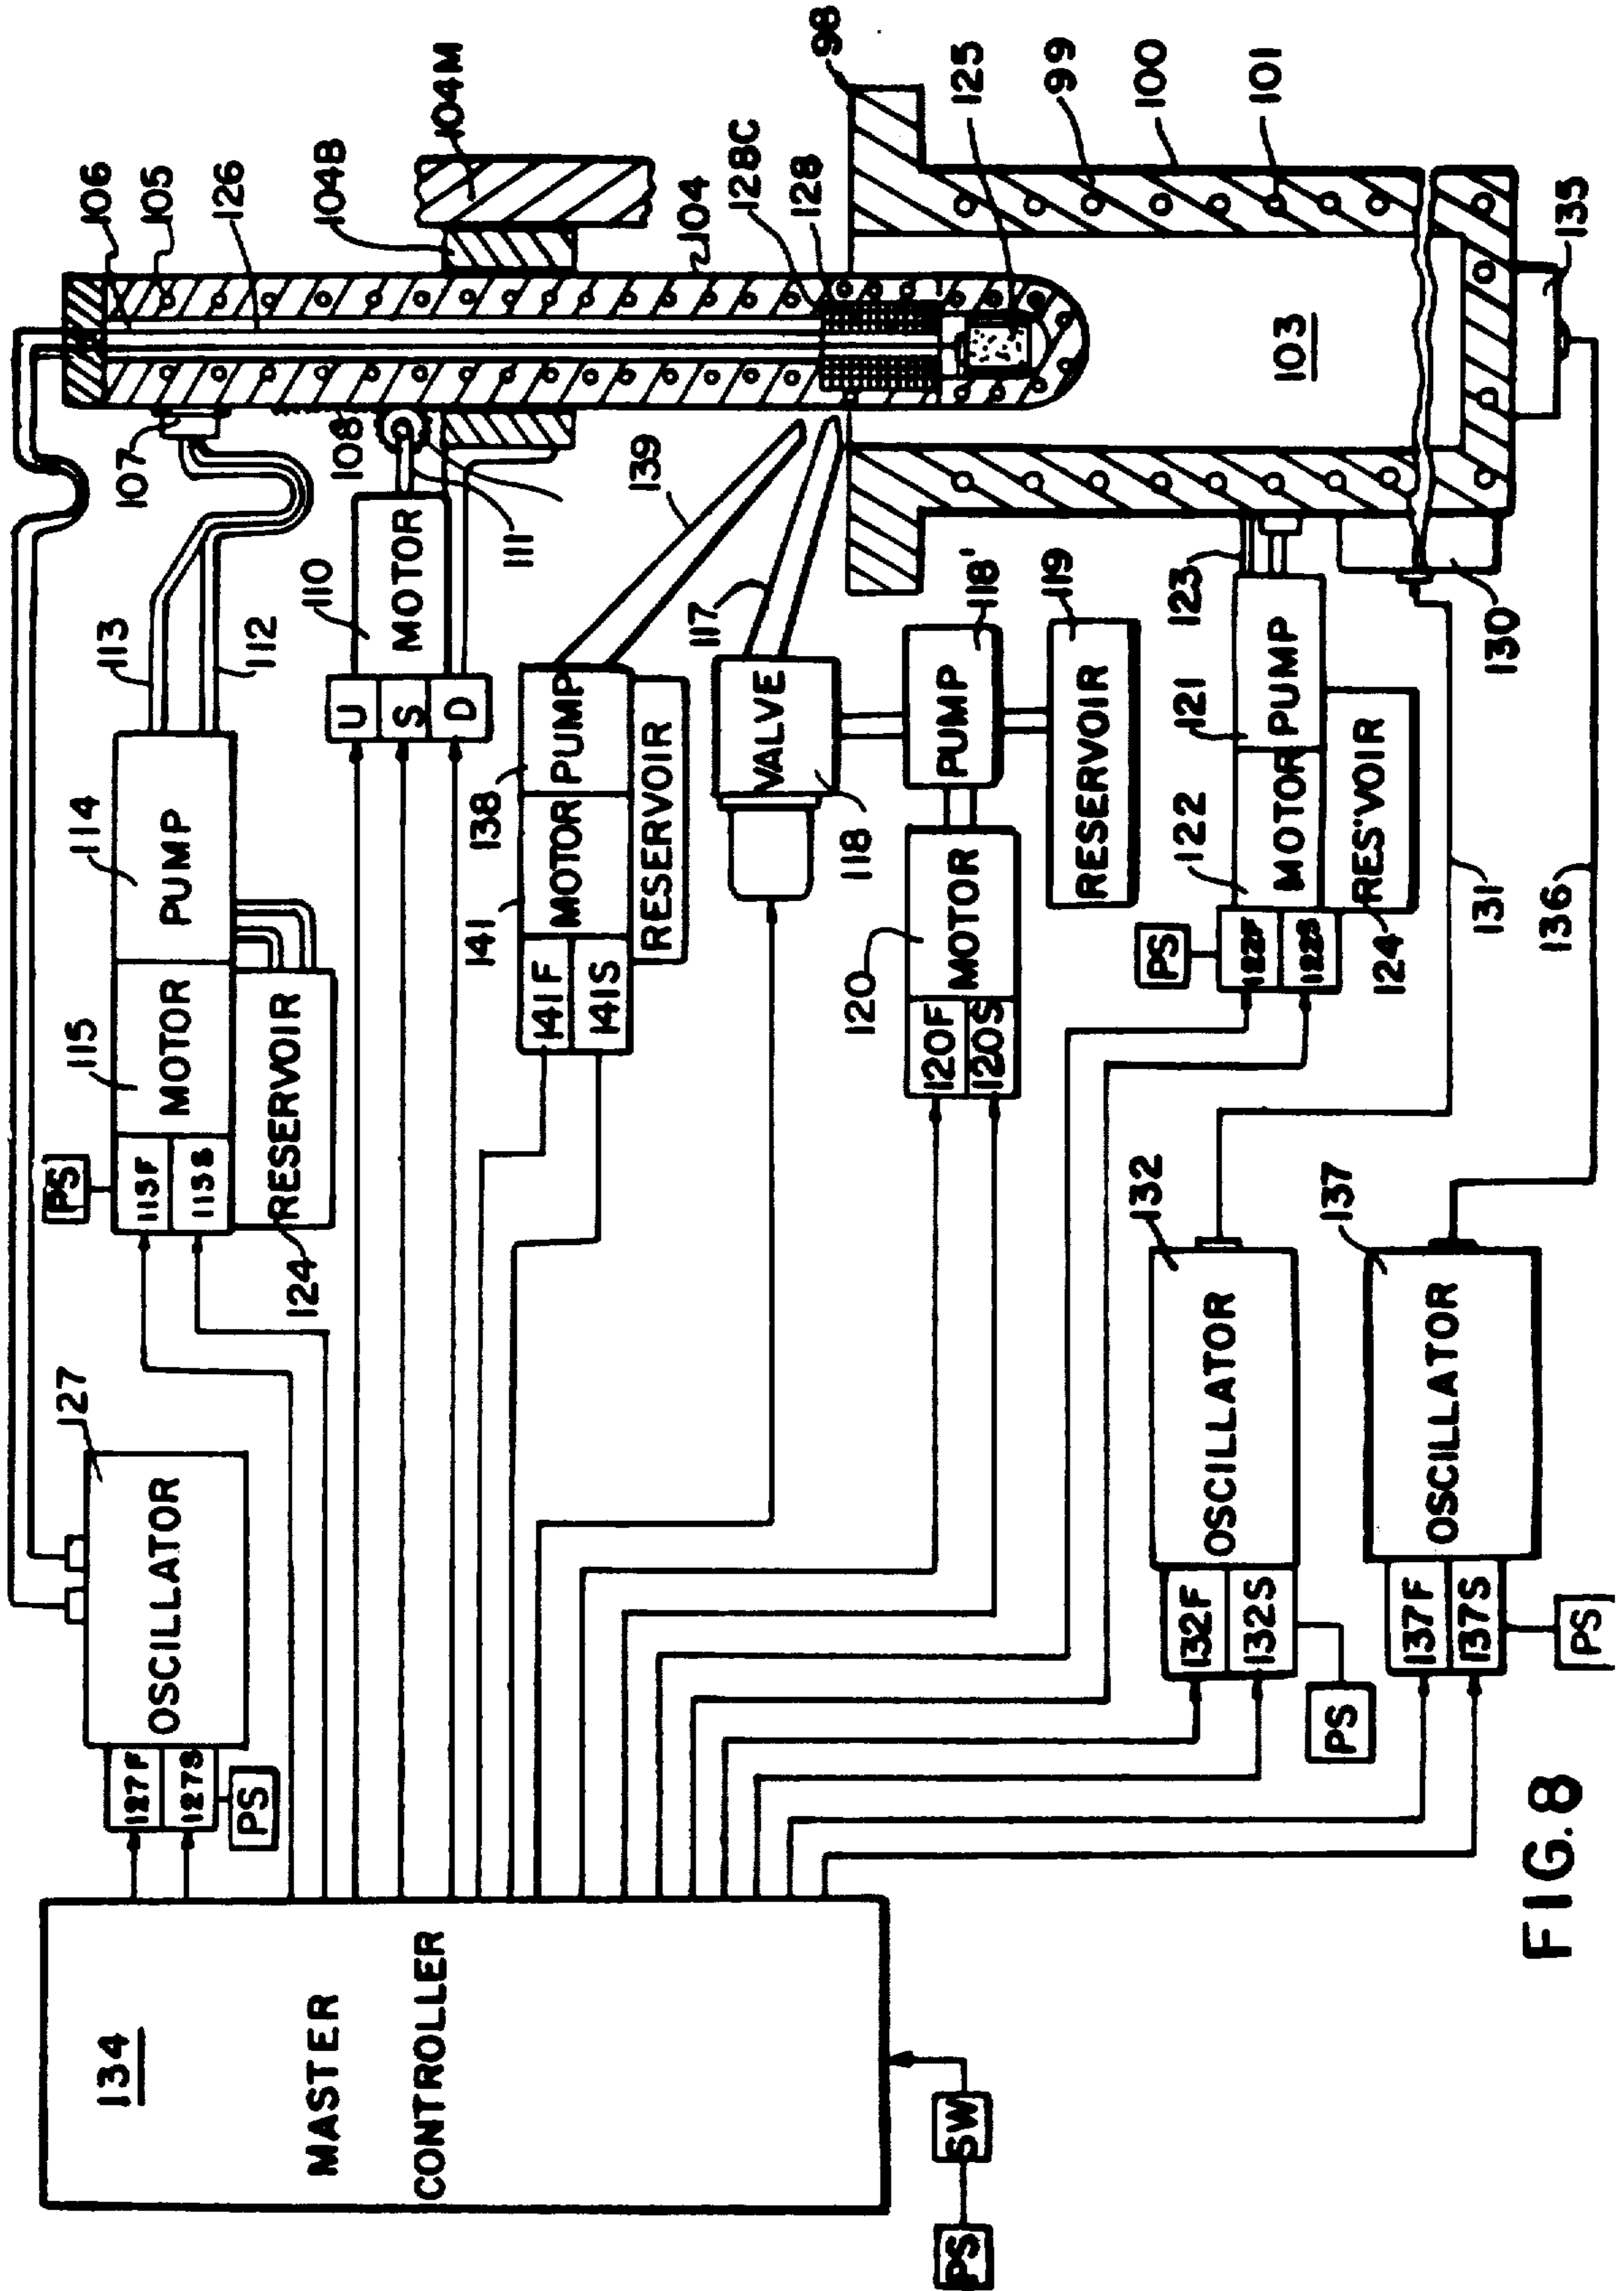 134
MASTER
CONTROLLER
PS
SW
127
OSCILLATOR
127F
127S
PS
PS
115
114
MOTOR
PUMP
115F
115S
RESERVOIR
124
113
112
107
106
105
126
104B
104M
108
110
MOTOR
111
U
S
D
104
128C
128
98
125
99
100
101
103
135
139
141
138
MOTOR
PUMP
141F
141S
RESERVOIR
117
VALVE
118
PUMP
118'
RESERVOIR
119
120
MOTOR
120F
120S
123
121
PUMP
122
MOTOR
RES'VOIR
PS
122F
122S
124
130
131
136
132
OSCILLATOR
132F
132S
PS
137
OSCILLATOR
137F
137S
PS
FIG. 8